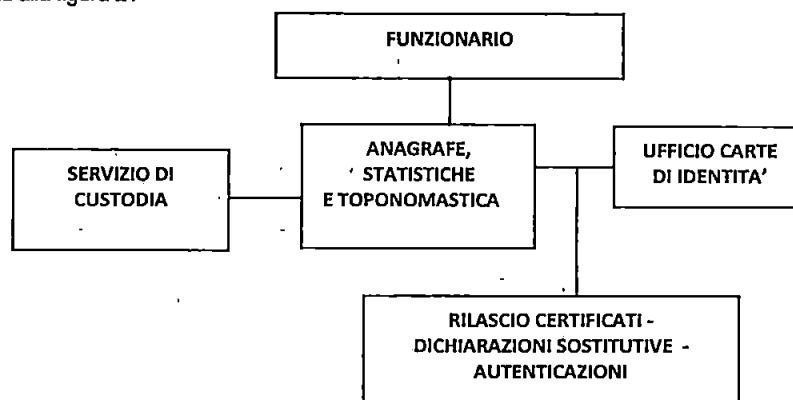 FUNZIONARIO
ANAGRAFE,
STATISTICHE
E TOPONOMASTICA
SERVIZIO DI
CUSTODIA
UFFICIO CARTE
DI IDENTITA'
RILASCIO CERTIFICATI -
DICHIARAZIONI SOSTITUTIVE -
AUTENTICAZIONI